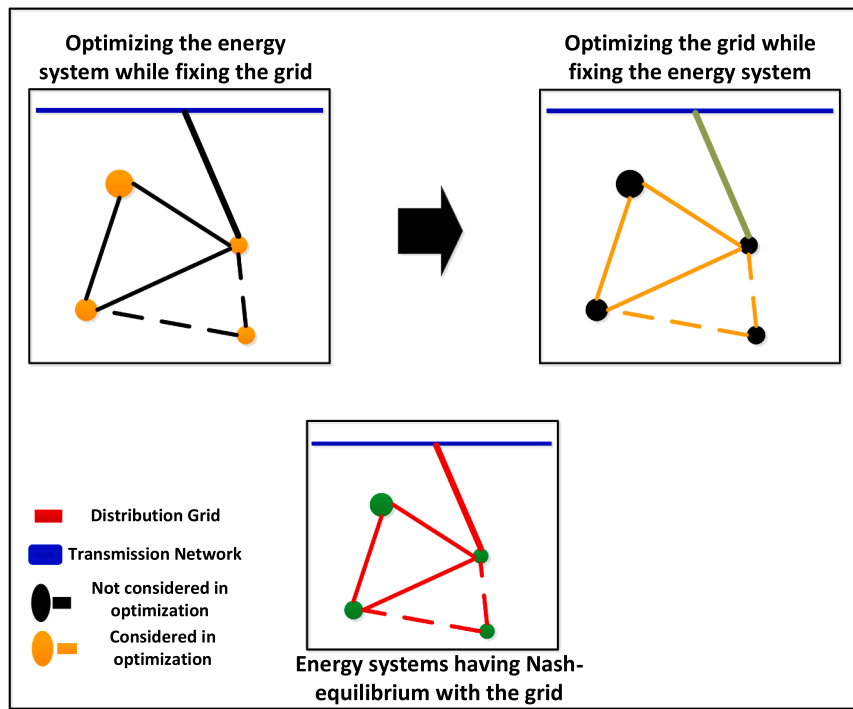 Optimizing the energy
system while fixing the grid
Optimizing the grid while
fixing the energy system
Distribution Grid
Transmission Network
Not considered in
optimization
Considered in
optimization
Energy systems having Nash-
equilibrium with the grid